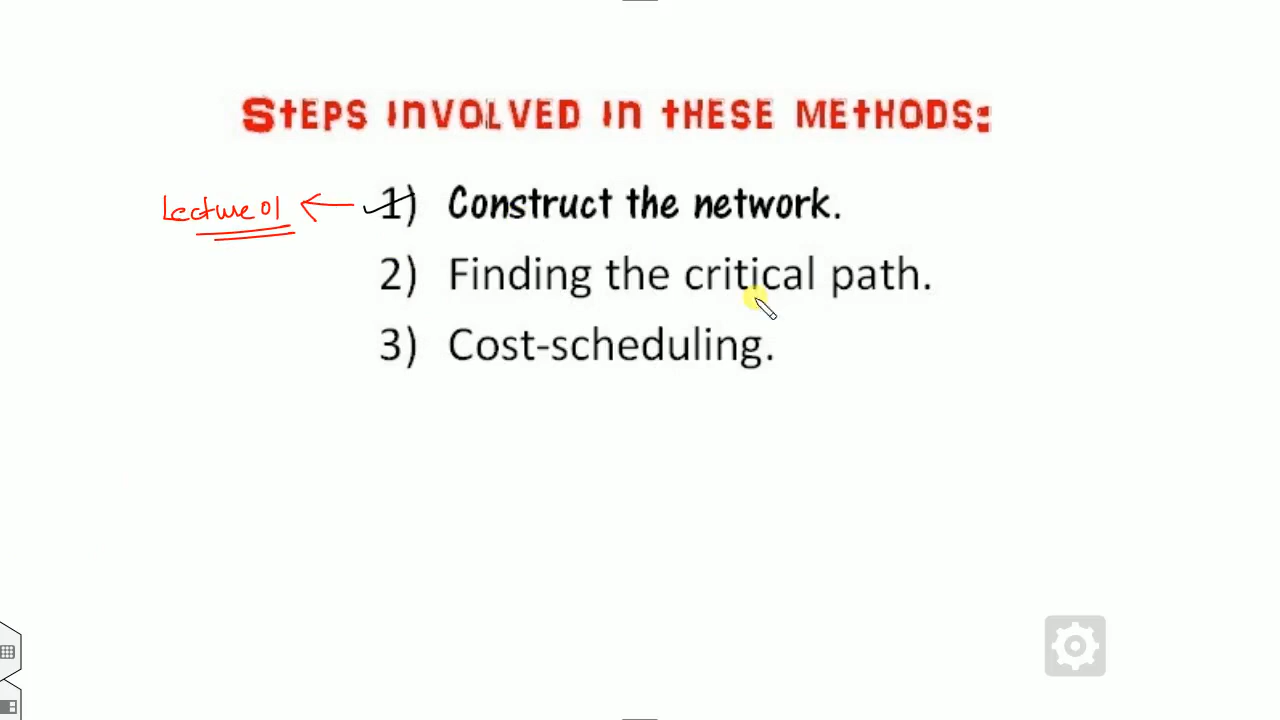 Steps involved in these methods:
Lecture 01 ← 1) Construct the network.
2) Finding the critical path.
3) Cost-scheduling.